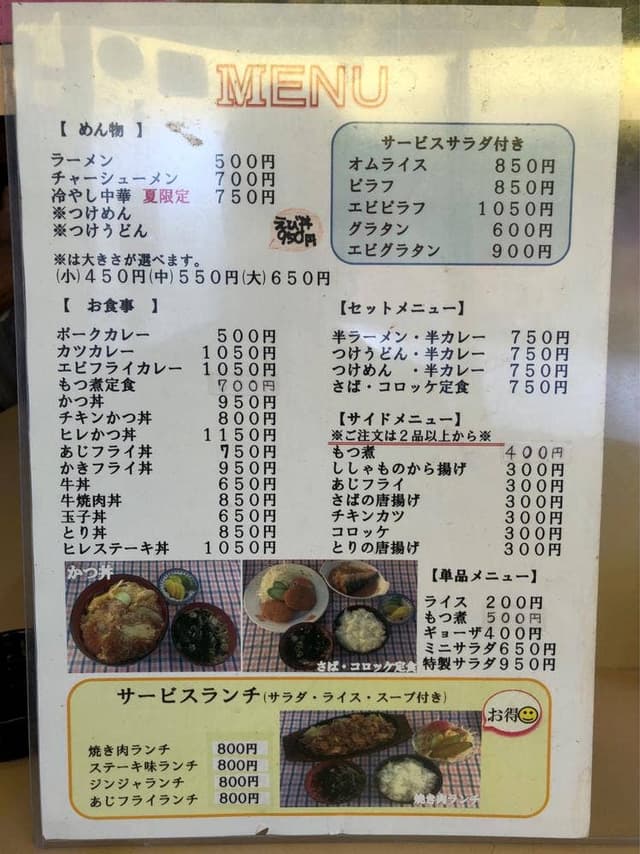 MENU
【 めん物 】
ラーメン 500円
チャーシューメン 700円
冷やし中華 夏限定 750円
※つけめん
※つけうどん
※は大きさが選べます。
(小)450円(中)550円(大)650円
サービスサラダ付き
オムライス 850円
ピラフ 850円
エビピラフ 1050円
グラタン 600円
エビグラタン 900円
【 お食事 】
ポークカレー 500円
カツカレー 1050円
エビフライカレー 1050円
もつ煮定食 700円
かつ丼 950円
チキンかつ丼 800円
ヒレかつ丼 1150円
あじフライ丼 750円
かきフライ丼 950円
牛丼 650円
牛焼肉丼 850円
玉子丼 650円
とり丼 850円
ヒレステーキ丼 1050円
【セットメニュー】
半ラーメン・半カレー 750円
つけうどん・半カレー 750円
つけめん ・半カレー 750円
さば・コロッケ定食 750円
【サイドメニュー】
※ご注文は2品以上から※
もつ煮 400円
ししゃものから揚げ 300円
あじフライ 300円
さばの唐揚げ 300円
チキンカツ 300円
コロッケ 300円
とりの唐揚げ 300円
【単品メニュー】
ライス 200円
もつ煮 500円
ギョーザ 400円
ミニサラダ 650円
特製サラダ 950円
かつ丼
さば・コロッケ定食
サービスランチ(サラダ・ライス・スープ付き)
お得
焼き肉ランチ 800円
ステーキ味ランチ 800円
ジンジャランチ 800円
あじフライランチ 800円
焼き肉ランチ